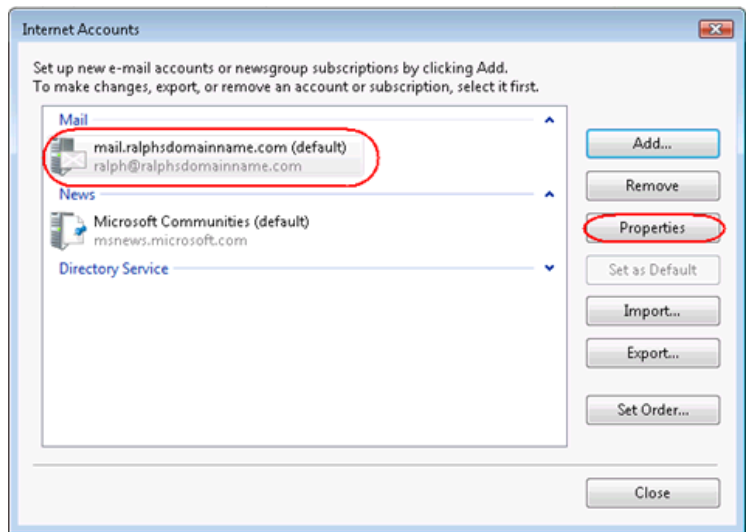 Internet Accounts
Set up new e-mail accounts or newsgroup subscriptions by clicking Add.
To make changes, export, or remove an account or subscription, select it first.
Mail
mail.ralphsdomainname.com (default)
ralph@ralphsdomainname.com
News
Microsoft Communities (default)
msnews.microsoft.com
Directory Service
Add...
Remove
Properties
Set as Default
Import...
Export...
Set Order...
Close